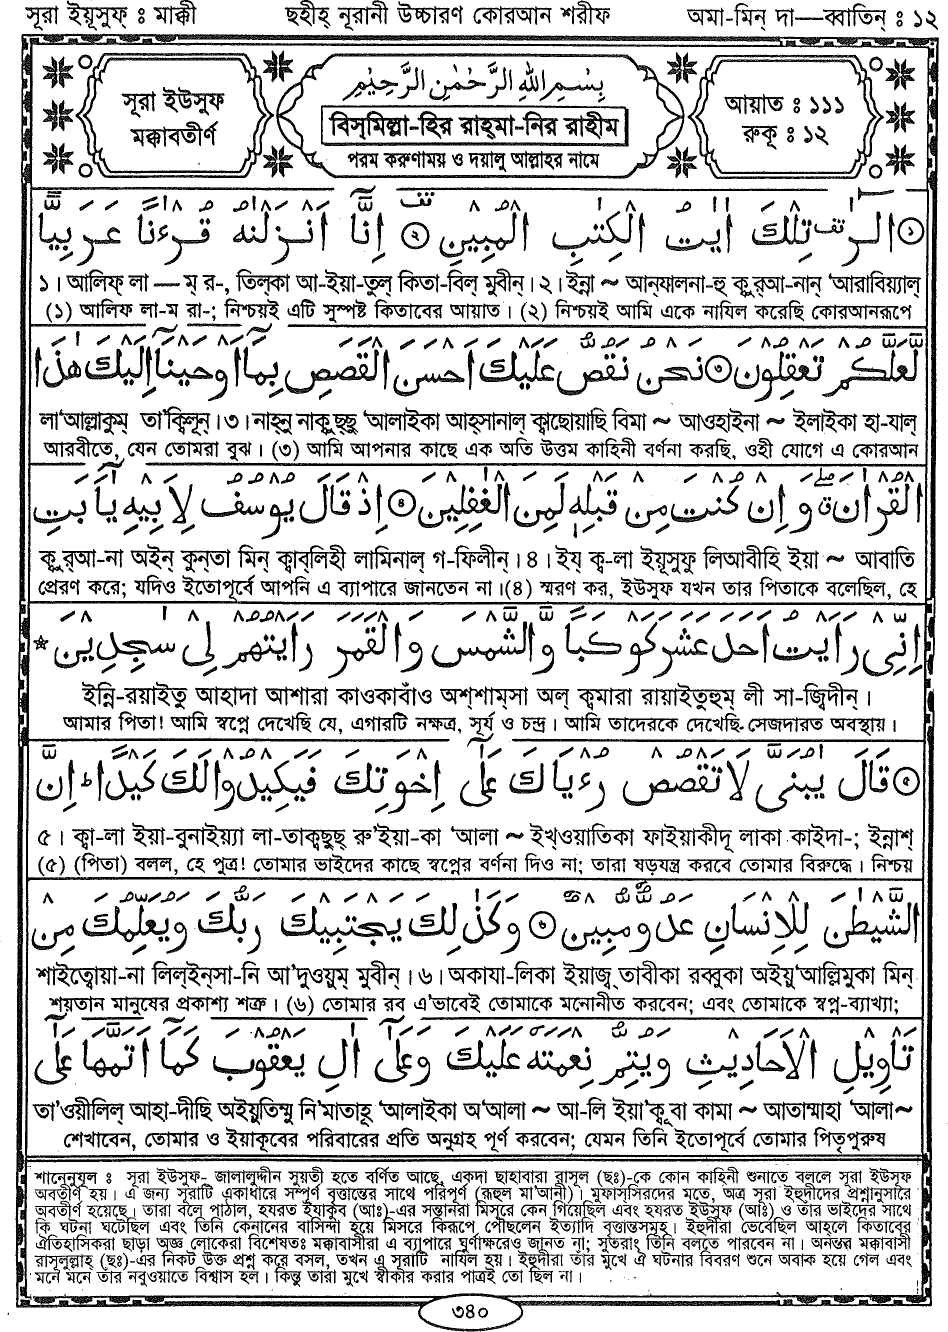 সূরা ইয়ূসুফ ঃ মাক্কী
ছহীহ্ নূরানী উচ্চারণ কোরআন শরীফ
অমা-মিন্ দা—ব্বাতিন্ ঃ ১২
সূরা ইউসুফ
মক্কাবতীর্ণ
بِسْمِ اللّٰهِ الرَّحْمٰنِ الرَّحِيْمِ
বিস্‌মিল্লা-হির রাহ্‌মা-নির রাহীম
পরম করুণাময় ও দয়ালু আল্লাহর নামে
আয়াত ঃ ১১১
রুকূ ঃ ১২
۞ الٓرٰ ۚ تِلْكَ اٰيٰتُ الْكِتٰبِ الْمُبِيْنِ ② اِنَّاۤ اَنْزَلْنٰهُ قُرْءٰنًا عَرَبِيًّا
১। আলিফ্ লা — ম্ র-, তিল্‌কা আ-ইয়া-তুল্ কিতা-বিল্ মুবীন্। ২। ইন্না ~ আন্‌যাল্‌না-হু কুর্‌আ-নান্ ‘আরাবিয়্যাল্
(১) আলিফ লা-ম রা-; নিশ্চয়ই এটি সুস্পষ্ট কিতাবের আয়াত। (২) নিশ্চয়ই আমি একে নাযিল করেছি কোরআনরূপে
لَّعَلَّكُمْ تَعْقِلُوْنَ ③ نَحْنُ نَقُصُّ عَلَيْكَ اَحْسَنَ الْقَصَصِ بِمَاۤ اَوْحَيْنَاۤ اِلَيْكَ هٰذَا
লা‘আল্লাকুম্ তা‘ক্বিলূন্। ৩। নাহ্‌নু নাকুছ্‌ছু ‘আলাইকা আহ্‌সানাল্ ক্বাছোয়াছি বিমা ~ আওহাইনা ~ ইলাইকা হা-যাল্
আরবীতে, যেন তোমরা বুঝ। (৩) আমি আপনার কাছে এক অতি উত্তম কাহিনী বর্ণনা করছি, ওহী যোগে এ কোরআন
الْقُرْاٰنَ ۖ وَاِنْ كُنْتَ مِنْ قَبْلِهٖ لَمِنَ الْغٰفِلِيْنَ ④ اِذْ قَالَ يُوْسُفُ لِاَبِيْهِ يٰۤاَبَتِ
কুর্‌আ-না অইন্ কুন্‌তা মিন্ ক্বাব্‌লিহী লামিনাল্ গ-ফিলীন্। ৪। ইয্ ক্ব-লা ইয়ূসুফু লিআবীহি ইয়া ~ আবাতি
প্রেরণ করে; যদিও ইতোপূর্বে আপনি এ ব্যাপারে জানতেন না। (৪) স্মরণ কর, ইউসুফ যখন তার পিতাকে বলেছিল, হে
اِنِّىْ رَاَيْتُ اَحَدَ عَشَرَ كَوْكَبًا وَّالشَّمْسَ وَالْقَمَرَ رَاَيْتُهُمْ لِىْ سٰجِدِيْنَ ☆
ইন্নি-রয়াইতু আহাদা আশারা কাওকাবাঁও অশ্‌শাম্‌সা অল্ ক্বমারা রায়াইতুহুম্ লী সা-জ্বিদীন্।
আমার পিতা! আমি স্বপ্নে দেখেছি যে, এগারটি নক্ষত্র, সূর্য ও চন্দ্র। আমি তাদেরকে দেখেছি- সেজদারত অবস্থায়।
⑤ قَالَ يٰبُنَىَّ لَا تَقْصُصْ رُءْيَاكَ عَلٰۤى اِخْوَتِكَ فَيَكِيْدُوْا لَكَ كَيْدًا ؕ اِنَّ
৫। ক্বা-লা ইয়া-বুনাইয়্যা লা-তাক্বছুছ্ রু’ইয়া-কা ‘আলা ~ ইখ্ওয়াতিকা ফাইয়াকীদূ লাকা কাইদা-; ইন্নাশ্
(৫) (পিতা) বলল, হে পুত্র! তোমার ভাইদের কাছে স্বপ্নের বর্ণনা দিও না; তারা ষড়যন্ত্র করবে তোমার বিরুদ্ধে। নিশ্চয়
الشَّيْطٰنَ لِلْاِنْسَانِ عَدُوٌّ مُّبِيْنٌ ⑥ وَكَذٰلِكَ يَجْتَبِيْكَ رَبُّكَ وَيُعَلِّمُكَ مِنْ
শাইত্বোয়া-না লিল্‌ইন্‌সা-নি আ‘দুওয়ুম্ মুবীন্। ৬। অকাযা-লিকা ইয়াজ্ তাবীকা রব্বুকা অইয়ু‘আল্লিমুকা মিন্
শয়তান মানুষের প্রকাশ্য শত্রু। (৬) তোমার রব এ'ভাবেই তোমাকে মনোনীত করবেন; এবং তোমাকে স্বপ্ন-ব্যাখ্যা;
تَاْوِيْلِ الْاَحَادِيْثِ وَيُتِمُّ نِعْمَتَهٗ عَلَيْكَ وَعَلٰۤى اٰلِ يَعْقُوْبَ كَمَاۤ اَتَمَّهَا عَلٰۤى
তা’ওয়ীলিল্ আহা-দীছি অইয়ুতিম্মু নি‘মাতাহূ ‘আলাইকা অ‘আলা ~ আ-লি ইয়া‘ক্বূবা কামা ~ আতাম্মাহা ‘আলা~
শেখাবেন, তোমার ও ইয়াকূবের পরিবারের প্রতি অনুগ্রহ পূর্ণ করবেন; যেমন তিনি ইতোপূর্বে তোমার পিতৃপুরুষ
শানেনুযূল ঃ সূরা ইউসুফ- জালালুদ্দীন সুয়ূতী হতে বর্ণিত আছে, একদা ছাহাবারা রাসূল (ছঃ)-কে কোন কাহিনী শুনাতে বললে সূরা ইউসুফ
অবতীর্ণ হয়। এ জন্য সূরাটি একাধারে সম্পূর্ণ বৃত্তান্তের সাথে পরিপূর্ণ (রূহুল মা'আনী)। মুফাস্‌সিরদের মতে, অত্র সূরা ইহুদীদের প্রশ্নানুসারে
অবতীর্ণ হয়েছে। তারা বলে পাঠাল, হযরত ইয়াকূব (আঃ)-এর সন্তানরা মিসরে কেন গিয়েছিল এবং হযরত ইউসুফ (আঃ) ও তার ভাইদের সাথে
কি ঘটনা ঘটেছিল এবং তিনি কেনানের বাসিন্দা হয়ে মিসরে কিরূপে পৌঁছলেন ইত্যাদি বৃত্তান্তসমূহ। ইহুদীরা ভেবেছিল আহলে কিতাবের
ঐতিহাসিকরা ছাড়া অজ্ঞ লোকেরা বিশেষতঃ মক্কাবাসীরা এ ব্যাপারে ঘুর্ণাক্ষরেও জানত না; সুতরাং তিনি বলতে পারবেন না। অনন্তর মক্কাবাসী
রাসূলুল্লাহ (ছঃ)-এর নিকট উক্ত প্রশ্ন করে বসল, তখন এ সূরাটি নাযিল হয়। ইহুদীরা তাঁর মুখে ঐ ঘটনার বিবরণ শুনে অবাক হয়ে গেল এবং
মনে মনে তাঁর নবুওয়াতে বিশ্বাস হল। কিন্তু তারা মুখে স্বীকার করার পাত্রই তো ছিল না।
৩৪০